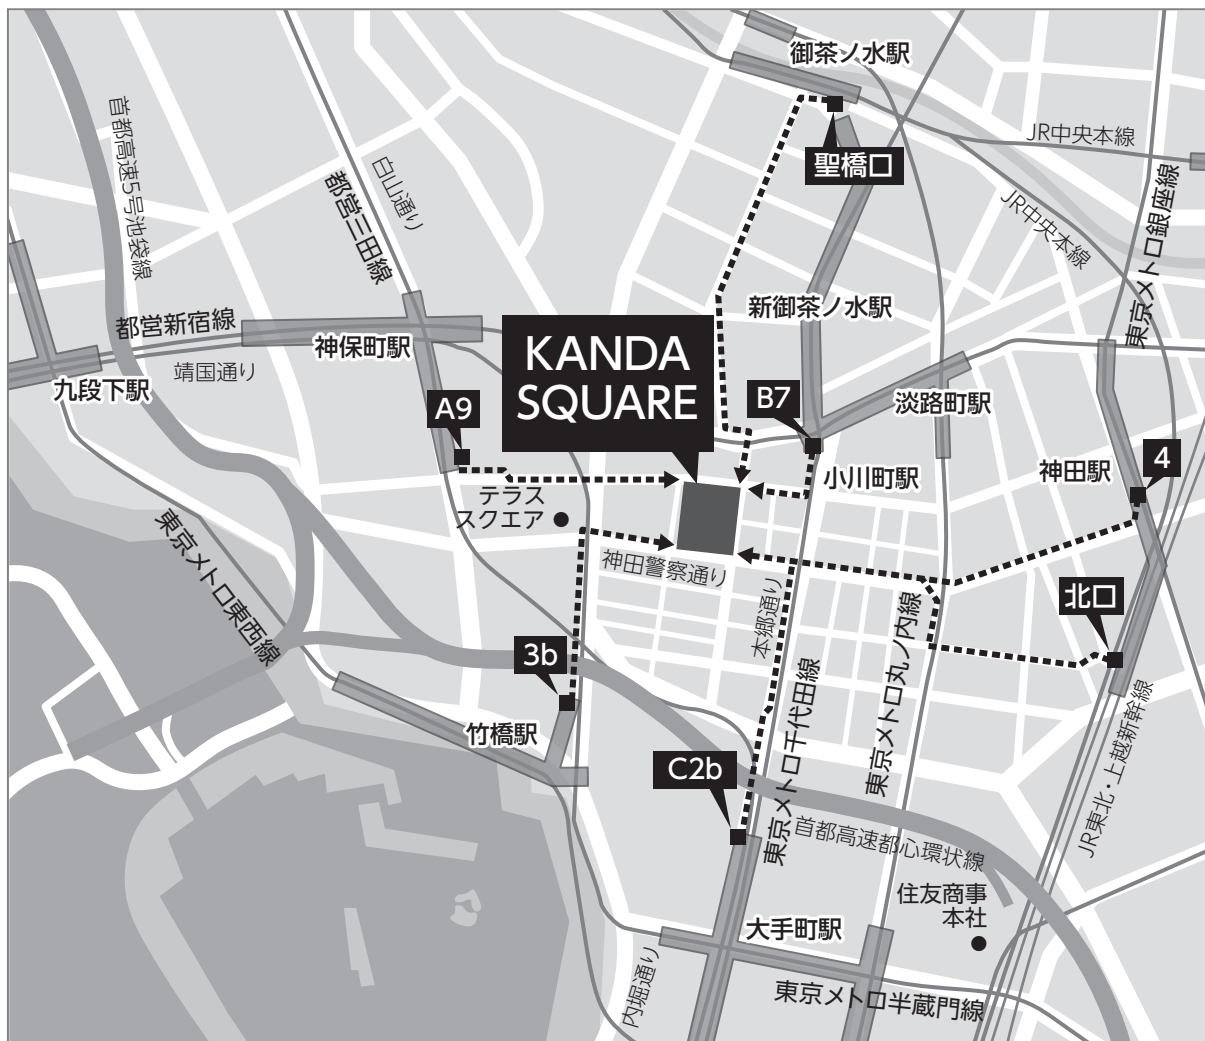 御茶ノ水駅
JR中央本線
聖橋口
首都高速5号池袋線
白山通り
都営三田線
JR中央本線
東京メトロ銀座線
新御茶ノ水駅
都営新宿線
神保町駅
靖国通り
九段下駅
KANDA
SQUARE
A9
B7
淡路町駅
小川町駅
神田駅
4
テラス
スクエア
東京メトロ東西線
神田警察通り
本郷通り
東京メトロ丸ノ内線
北口
3b
竹橋駅
C2b
東京メトロ千代田線
首都高速都心環状線
JR東北・上越新幹線
住友商事
本社
大手町駅
内堀通り
東京メトロ半蔵門線